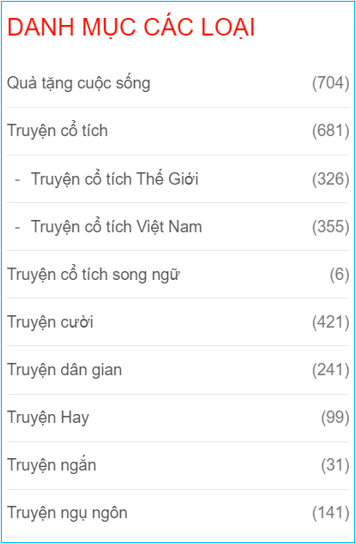 DANH MỤC CÁC LOẠI
Quà tặng cuộc sống (704)
Truyện cổ tích (681)
- Truyện cổ tích Thế Giới (326)
- Truyện cổ tích Việt Nam (355)
Truyện cổ tích song ngữ (6)
Truyện cười (421)
Truyện dân gian (241)
Truyện Hay (99)
Truyện ngắn (31)
Truyện ngụ ngôn (141)